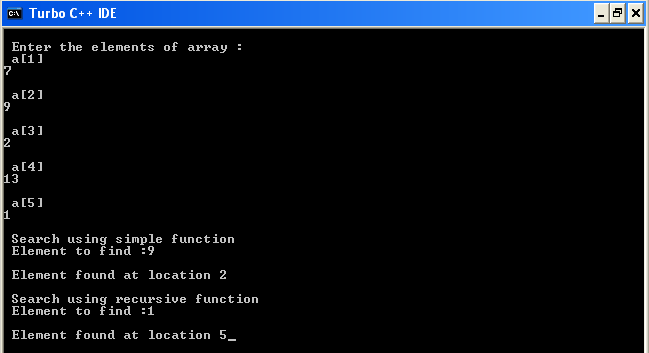 Turbo C++ IDE
Enter the elements of array :
a[1]
7
a[2]
9
a[3]
2
a[4]
13
a[5]
1
Search using simple function
Element to find :9
Element found at location 2
Search using recursive function
Element to find :1
Element found at location 5_